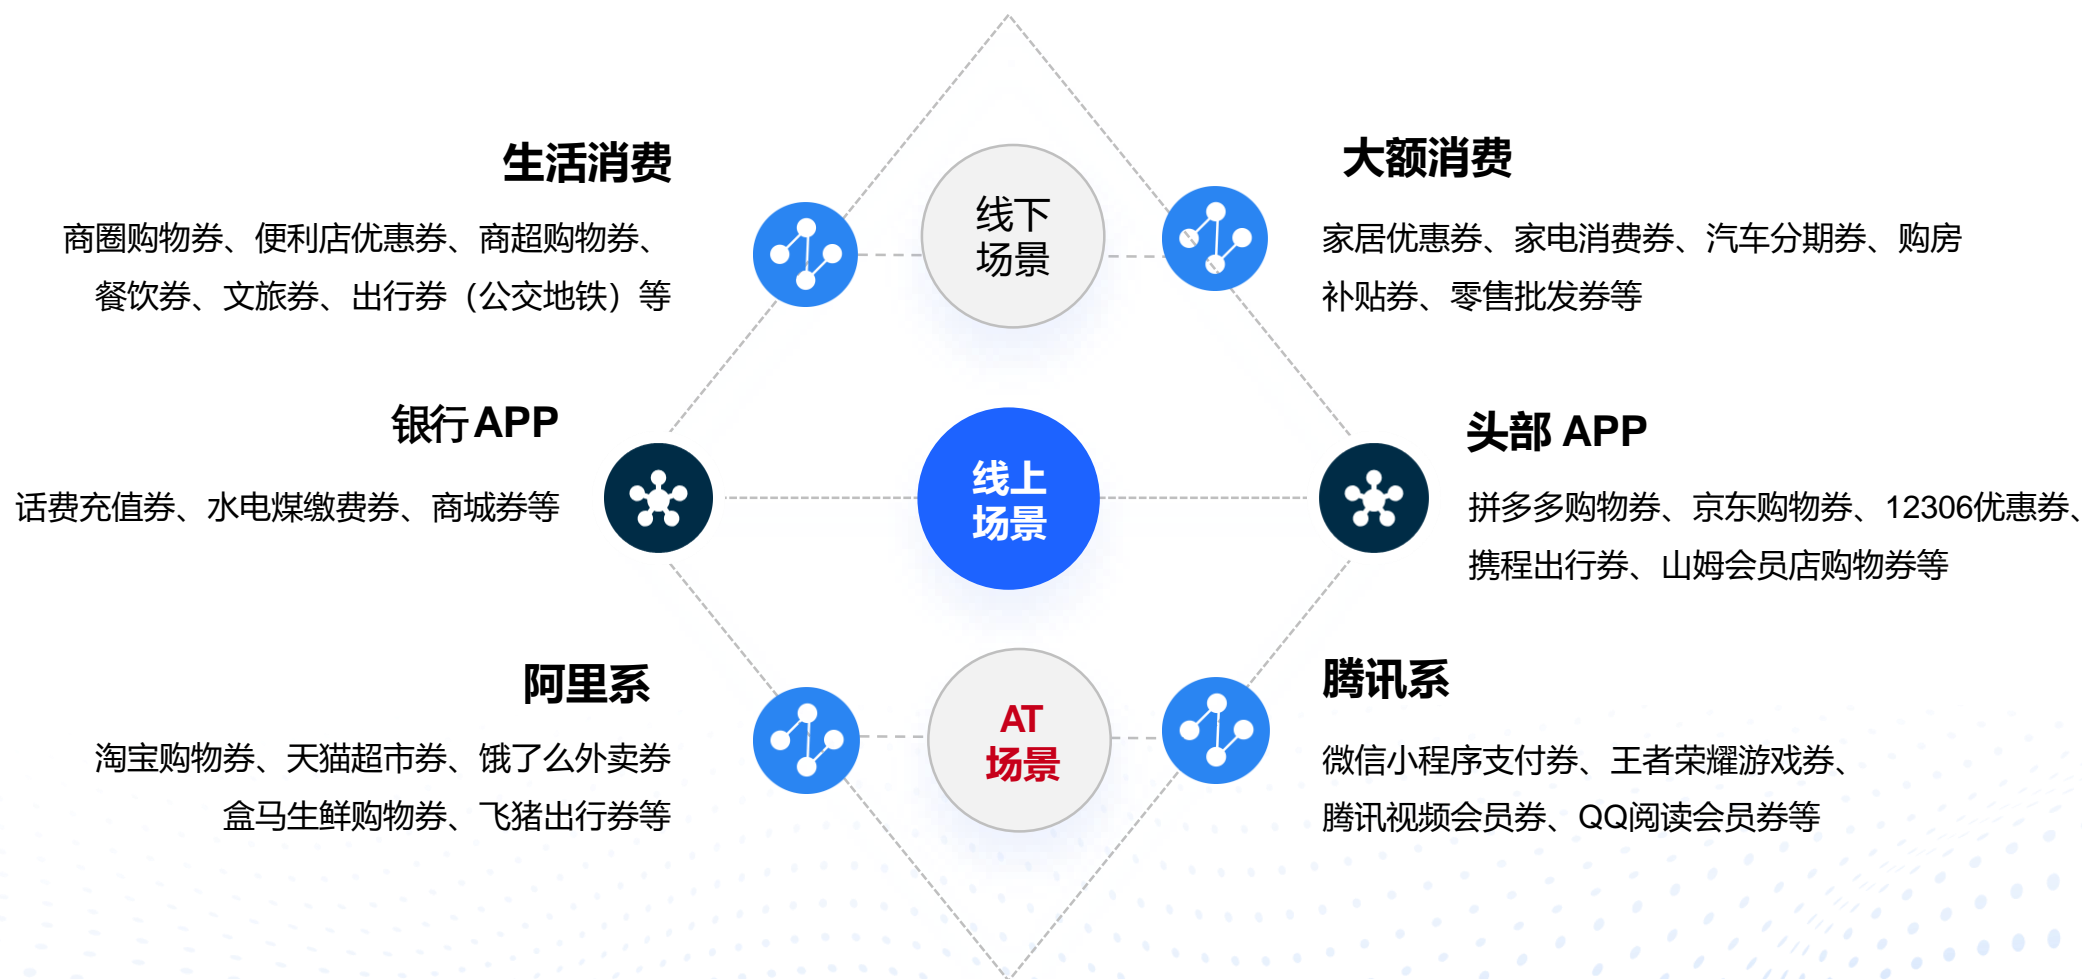 生活消费
商圈购物券、便利店优惠券、商超购物券、
餐饮券、文旅券、出行券（公交地铁）等
线下
场景
大额消费
家居优惠券、家电消费券、汽车分期券、购房
补贴券、零售批发券等
银行APP
话费充值券、水电煤缴费券、商城券等
线上
场景
头部 APP
拼多多购物券、京东购物券、12306优惠券、
携程出行券、山姆会员店购物券等
阿里系
淘宝购物券、天猫超市券、饿了么外卖券
盒马生鲜购物券、飞猪出行券等
AT
场景
腾讯系
微信小程序支付券、王者荣耀游戏券、
腾讯视频会员券、QQ阅读会员券等